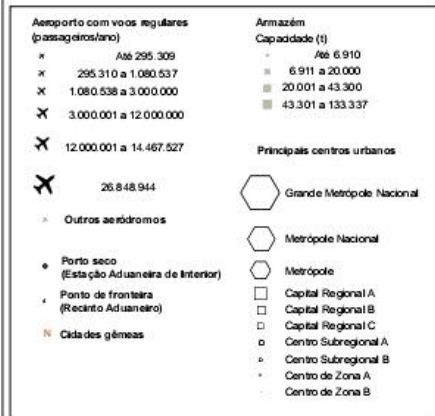 Aeroporto com voos regulares
(passageiros/ano)
Até 295.309
295.310 a 1.080.537
1.080.538 a 3.000.000
3.000.001 a 12.000.000
12.000.001 a 14.467.527
26.848.944
Outros aeródromos
Porto seco
(Estação Aduaneira de Interior)
Ponto de fronteira
(Recinto Aduaneiro)
N Cidades gêmeas
Armazém
Capacidade (t)
Até 6.910
6.911 a 20.000
20.001 a 43.300
43.301 a 133.337
Principais centros urbanos
Grande Metrópole Nacional
Metrópole Nacional
Metrópole
Capital Regional A
Capital Regional B
Capital Regional C
Centro Subregional A
Centro Subregional B
Centro de Zona A
Centro de Zona B